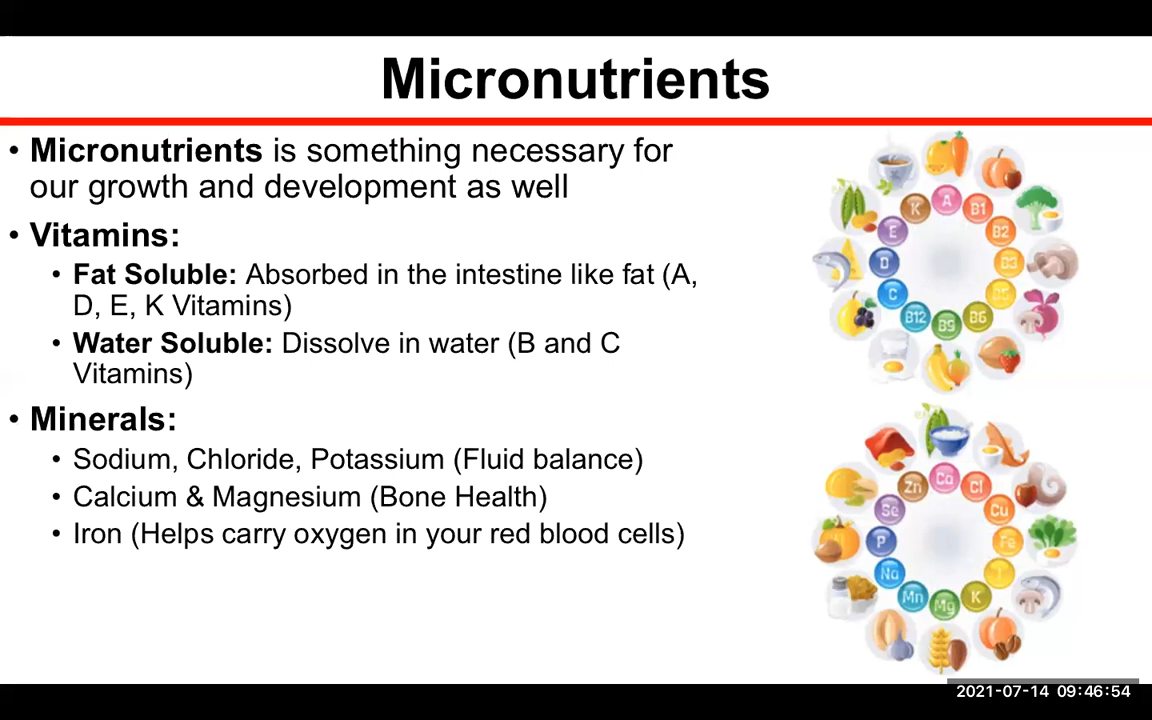 Micronutrients
• Micronutrients is something necessary for
our growth and development as well
• Vitamins:
• Fat Soluble: Absorbed in the intestine like fat (A,
D, E, K Vitamins)
• Water Soluble: Dissolve in water (B and C
Vitamins)
• Minerals:
• Sodium, Chloride, Potassium (Fluid balance)
• Calcium & Magnesium (Bone Health)
• Iron (Helps carry oxygen in your red blood cells)
A
B1
B2
B3
B5
B6
B9
B12
C
D
E
K
Ca
Cl
Cu
Fe
I
K
Mg
Mn
Na
P
Se
Zn
2021-07-14 09:46:54